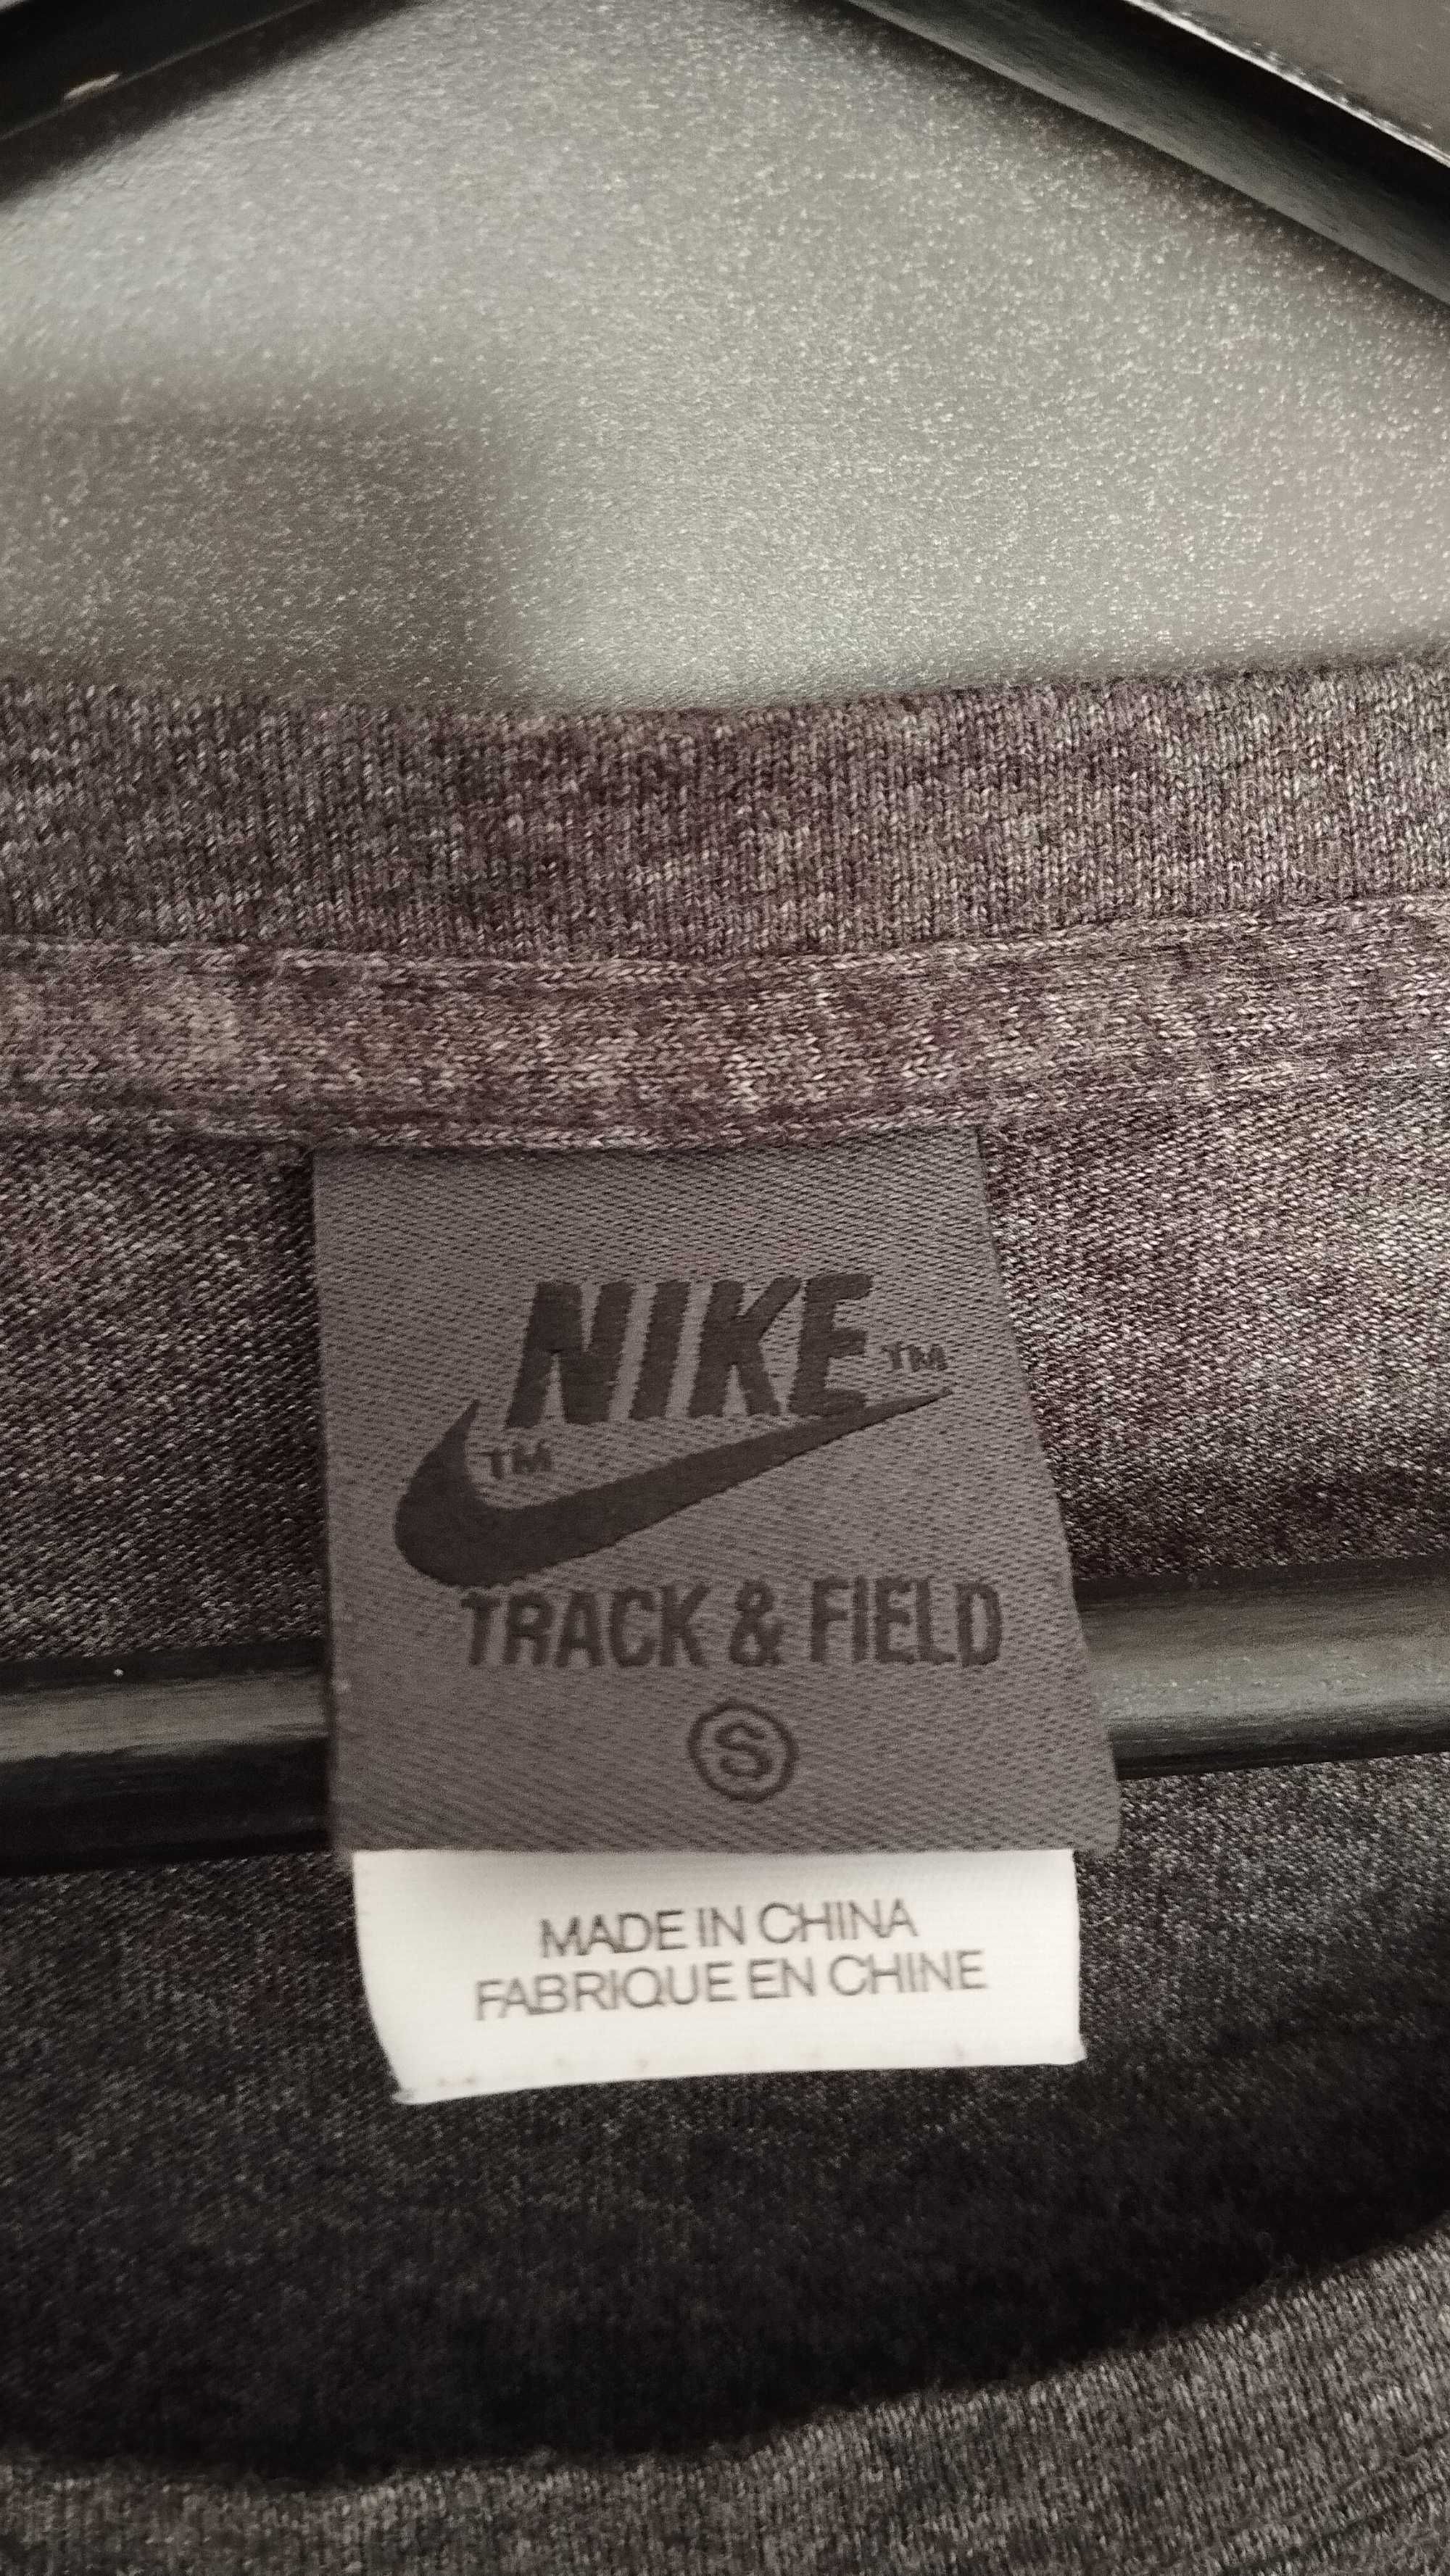 NIKE™
™
TRACK & FIELD
S
MADE IN CHINA
FABRIQUE EN CHINE